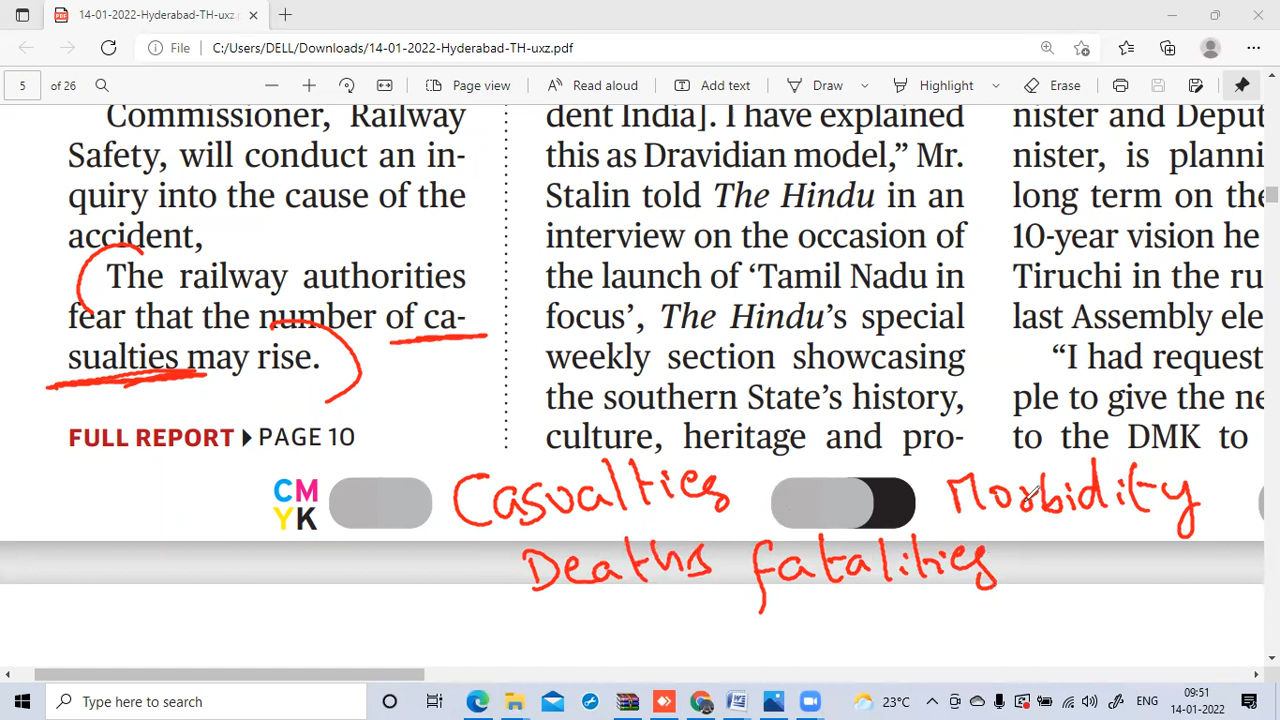 14-01-2022-Hyderabad-TH-uxz.p
File C:/Users/DELL/Downloads/14-01-2022-Hyderabad-TH-uxz.pdf
5 of 26 Page view Read aloud Add text Draw Highlight Erase
Commissioner, Railway
Safety, will conduct an in-
quiry into the cause of the
accident,
The railway authorities
fear that the number of ca-
sualties may rise.
FULL REPORT PAGE 10
dent India]. I have explained
this as Dravidian model,” Mr.
Stalin told The Hindu in an
interview on the occasion of
the launch of ‘Tamil Nadu in
focus’, The Hindu’s special
weekly section showcasing
the southern State’s history,
culture, heritage and pro-
nister and Deput
nister, is planni
long term on the
10-year vision he
Tiruchi in the ru
last Assembly ele
“I had request
ple to give the ne
to the DMK to
CM
YK
Casualties Morbidity
Deaths fatalities
Type here to search
23°C ENG 09:51
14-01-2022